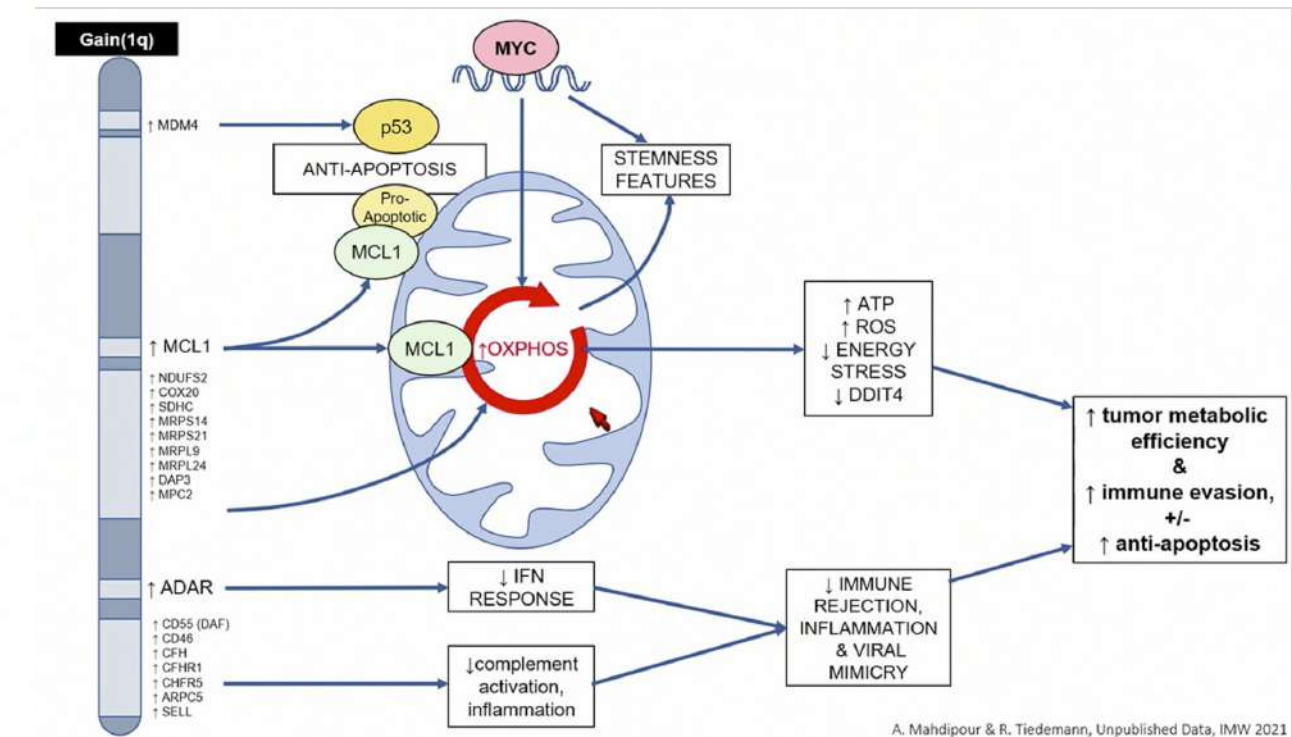 Gain(1q)
MYC
↑ MDM4
p53
ANTI-APOPTOSIS
STEMNESS
FEATURES
Pro-
Apoptotic
MCL1
↑ MCL1
MCL1
↑OXPHOS
↑ ATP
↑ ROS
↓ ENERGY
STRESS
↓ DDIT4
↑ NDUFS2
↑ COX20
↑ SDHC
↑ MRPS14
↑ MRPS21
↑ MRPL9
↑ MRPL24
↑ DAP3
↑ MPC2
↑ tumor metabolic
efficiency
&
↑ immune evasion,
+/-
↑ anti-apoptosis
↑ ADAR
↓ IFN
RESPONSE
↓ IMMUNE
REJECTION,
INFLAMMATION
& VIRAL
MIMICRY
↑ CD55 (DAF)
↑ CD46
↑ CFH
↑ CFHR1
↑ CHFR5
↑ ARPC5
↑ SELL
↓complement
activation,
inflammation
A. Mahdipour & R. Tiedemann, Unpublished Data, IMW 2021